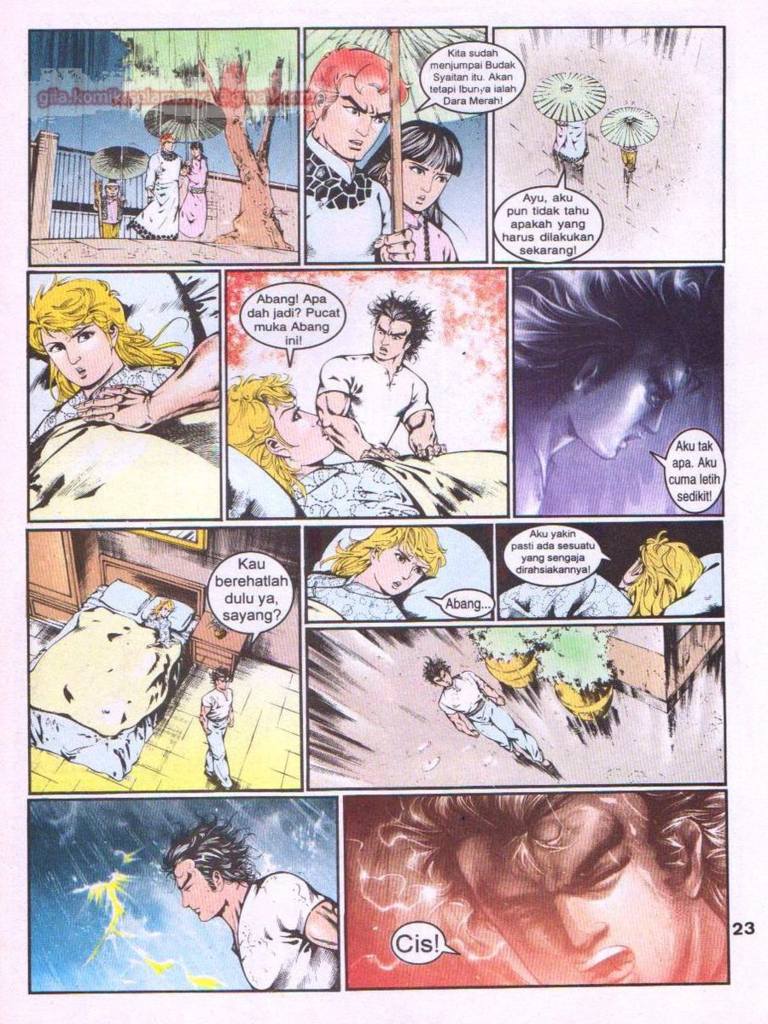 Kita sudah
menjumpai Budak
Syaitan itu. Akan
tetapi Ibunya ialah
Dara Merah!
Ayu, aku
pun tidak tahu
apakah yang
harus dilakukan
sekarang!
Abang! Apa
dah jadi? Pucat
muka Abang
ini!
Aku tak
apa. Aku
cuma letih
sedikit!
Kau
berehatlah
dulu ya,
sayang?
Abang...
Aku yakin
pasti ada sesuatu
yang sengaja
dirahsiakannya!
Cis!
23